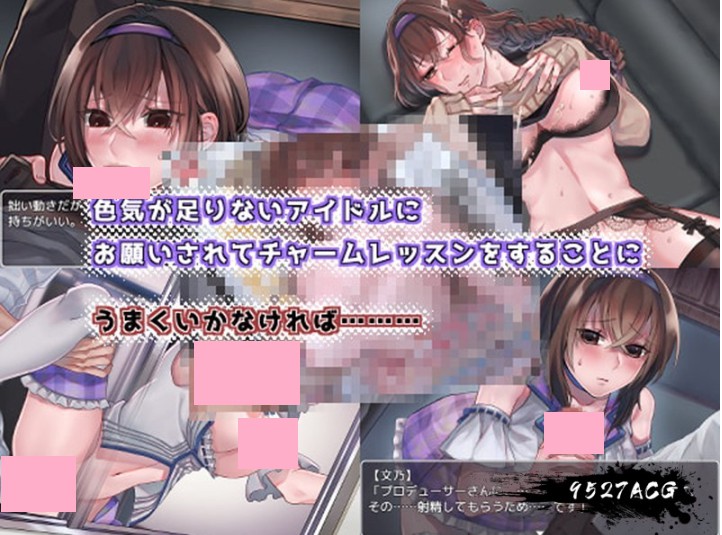 拙い動きだが
持ちがいい。
色気が足りないアイドルに
お願いされてチャームレッスンをすることに
うまくいかなければ………
【文乃】
「プロデューサーさんに
その……射精してもらうため…です！
9527ACG